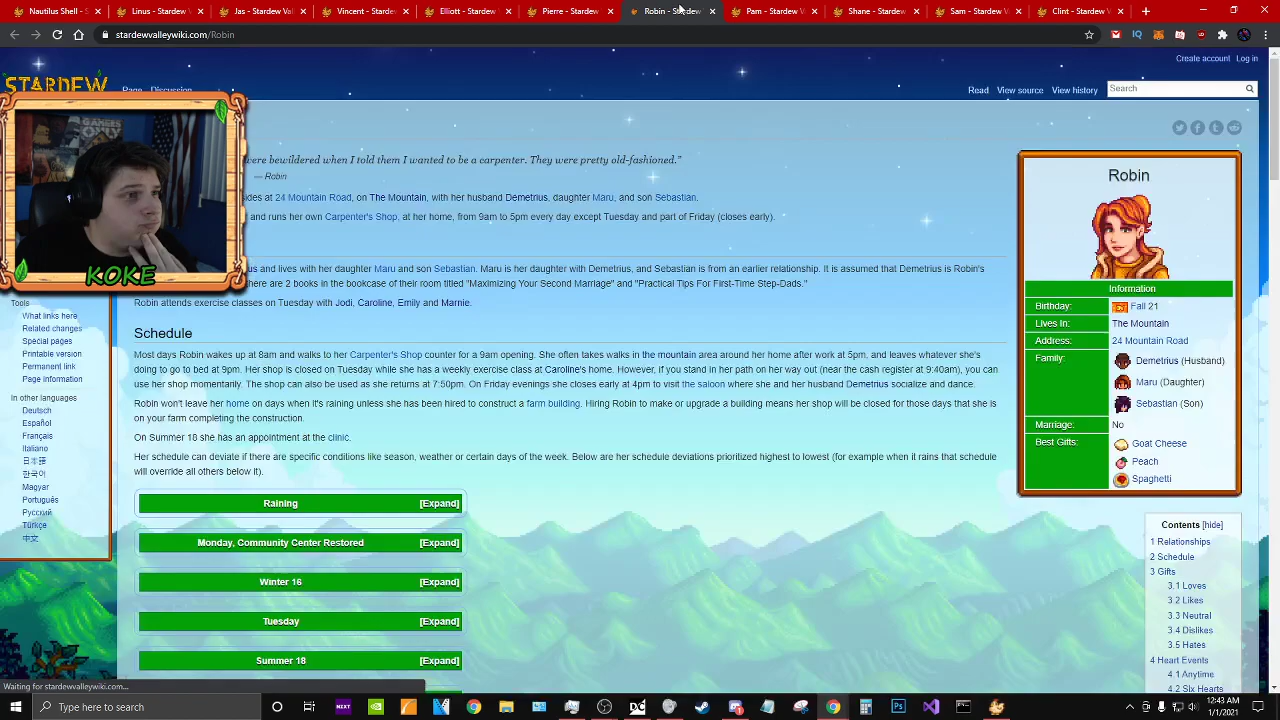 Nautilus Shell - S
Linus - Stardew Va
Jas - Stardew Val
Vincent - Stardew
Elliott - Stardew
Pierre - Stardew
Robin - Stardew V
Pam - Stardew V
Shane - Stardew
Sam - Stardew V
Clint - Stardew V
stardewvalleywiki.com/Robin
Create account Log in
STARDEW
Page Discussion
Read View source View history Search
GAMES
KOKE
were bewildered when I told them I wanted to be a carpenter. They were pretty old-fashioned.”
— Robin
sides at 24 Mountain Road, on The Mountain, with her husband Demetrius, daughter Maru, and son Sebastian.
and runs her own Carpenter's Shop, at her home, from 9am to 5pm every day except Tuesday and part of Friday (closes early).
us and lives with her daughter Maru and son Sebastian. Maru is her daughter with Demetrius, and Sebastian is from an earlier relationship. It is assumed that Demetrius is Robin's
here are 2 books in the bookcase of their room titled "Maximizing Your Second Marriage" and "Practical Tips For First-Time Step-Dads."
Robin attends exercise classes on Tuesday with Jodi, Caroline, Emily and Marnie.
Schedule
Most days Robin wakes up at 8am and walks to her Carpenter's Shop counter for a 9am opening. She often takes walks in the mountain area around her home after work at 5pm, and leaves whatever she's
doing to go to bed at 9pm. Her shop is closed on Tuesday while she has a weekly exercise class at Caroline's home. However, if you stand in her path on her way out (near the cash register at 9:40am), you can
use her shop momentarily. The shop can also be used as she returns at 7:50pm. On Friday evenings she closes early at 4pm to visit the saloon where she and her husband Demetrius socialize and dance.
Robin won't leave her home on days when it's raining unless she has been hired to construct a farm building. Hiring Robin to make or upgrade a building means her shop will be closed for those days that she is
on your farm completing the construction.
On Summer 18 she has an appointment at the clinic.
Her schedule can deviate if there are specific conditions like season, weather or certain days of the week. Below are her schedule deviations prioritized highest to lowest (for example when it rains that schedule
will override all others below it).
Raining [Expand]
Monday, Community Center Restored [Expand]
Winter 16 [Expand]
Tuesday [Expand]
Summer 18 [Expand]
Tools
What links here
Related changes
Special pages
Printable version
Permanent link
Page information
In other languages
Deutsch
Español
Français
Italiano
日本語
한국어
Magyar
Português
Русский
Türkçe
中文
Robin
Information
Birthday: Fall 21
Lives In: The Mountain
Address: 24 Mountain Road
Family: Demetrius (Husband)
Maru (Daughter)
Sebastian (Son)
Marriage: No
Best Gifts: Goat Cheese
Peach
Spaghetti
Contents [hide]
1 Relationships
2 Schedule
3 Gifts
3.1 Loves
3.2 Likes
3.3 Neutral
3.4 Dislikes
3.5 Hates
4 Heart Events
4.1 Anytime
4.2 Six Hearts
Waiting for stardewvalleywiki.com...
Type here to search
12:43 AM
1/1/2021